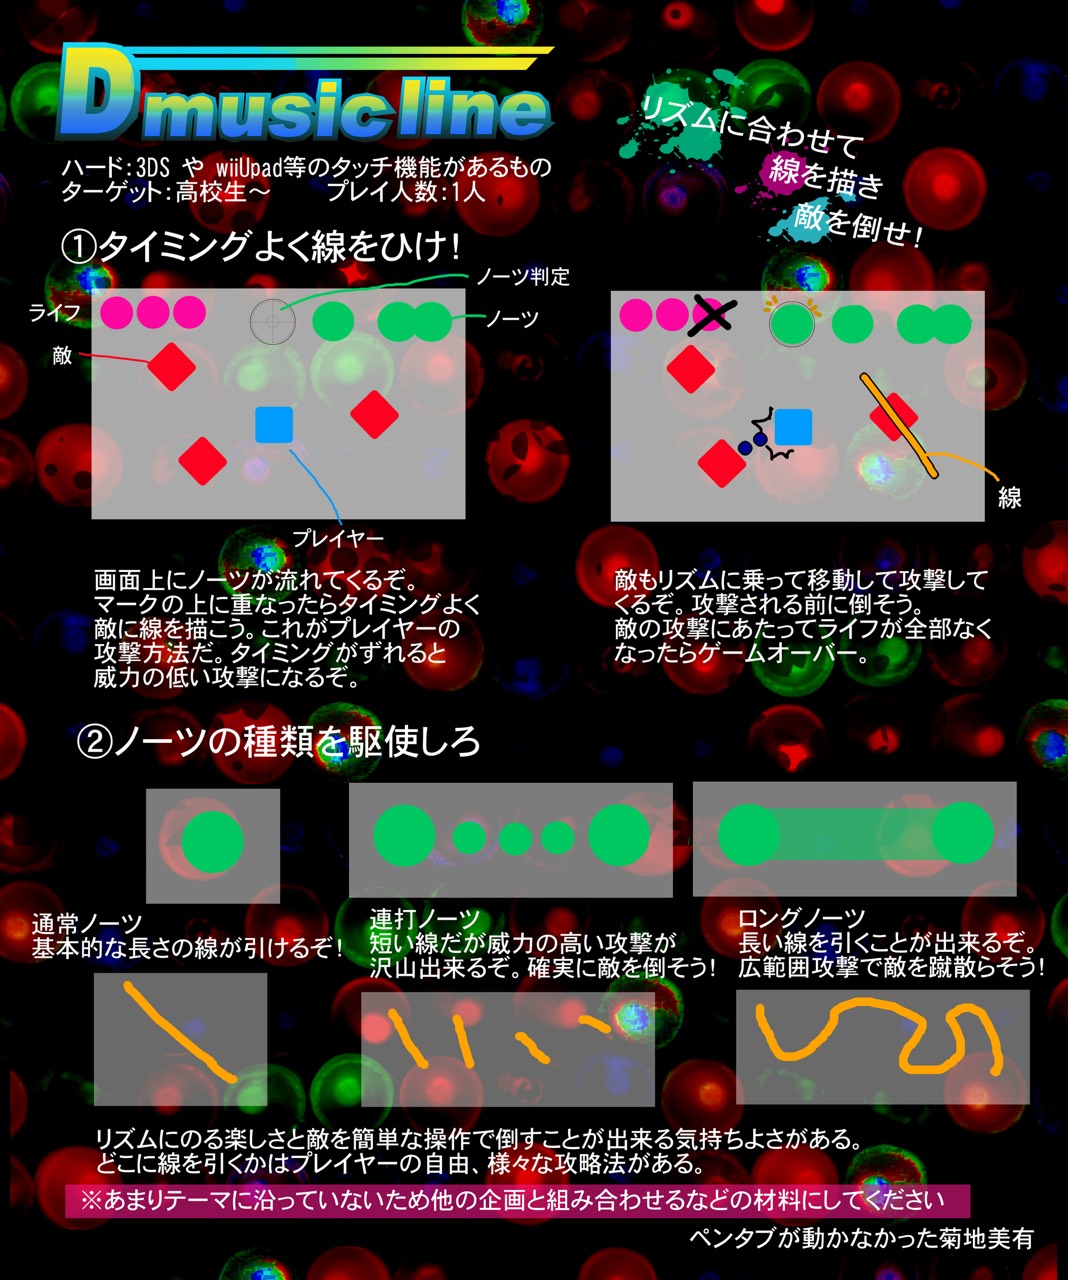 D music line
リズムに合わせて
線を描き
敵を倒せ!
ハード:3DS や wiiUpad等のタッチ機能があるもの
ターゲット:高校生~ プレイ人数:1人
①タイミングよく線をひけ!
ノーツ判定
ライフ
ノーツ
敵
プレイヤー
線
画面上にノーツが流れてくるぞ。
マークの上に重なったらタイミングよく
敵に線を描こう。これがプレイヤーの
攻撃方法だ。タイミングがずれると
威力の低い攻撃になるぞ。
敵もリズムに乗って移動して攻撃して
くるぞ。攻撃される前に倒そう。
敵の攻撃にあたってライフが全部なく
なったらゲームオーバー。
②ノーツの種類を駆使しろ
通常ノーツ
基本的な長さの線が引けるぞ!
連打ノーツ
短い線だが威力の高い攻撃が
沢山出来るぞ。確実に敵を倒そう!
ロングノーツ
長い線を引くことが出来るぞ。
広範囲攻撃で敵を蹴散らそう!
リズムにのる楽しさと敵を簡単な操作で倒すことが出来る気持ちよさがある。
どこに線を引くかはプレイヤーの自由、様々な攻略法がある。
※あまりテーマに沿っていないため他の企画と組み合わせるなどの材料にしてください
ペンタブが動かなかった菊地美有